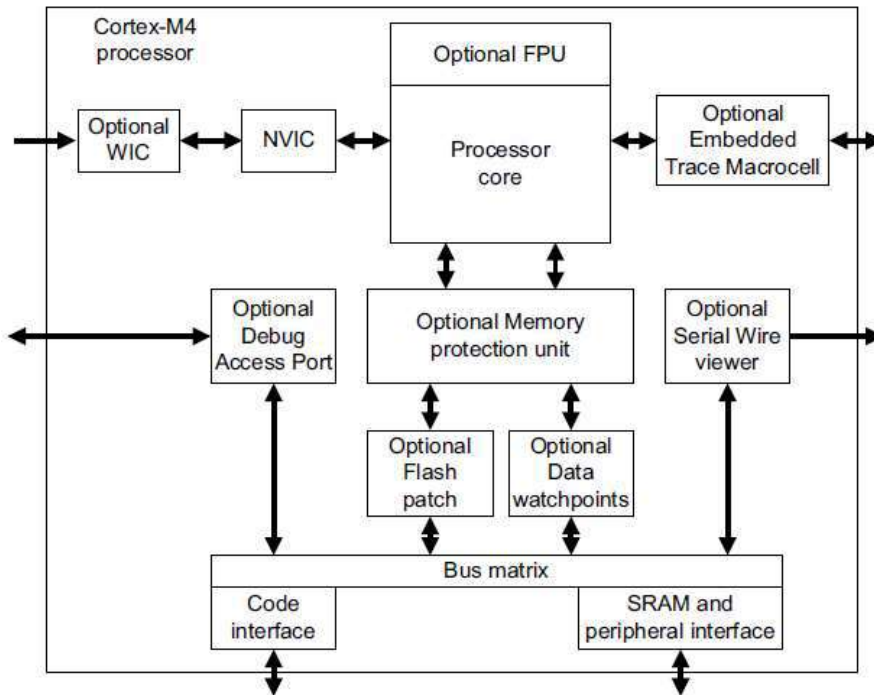 Cortex-M4
processor
Optional FPU
Optional
WIC
NVIC
Processor
core
Optional
Embedded
Trace Macrocell
Optional
Debug
Access Port
Optional Memory
protection unit
Optional
Serial Wire
viewer
Optional
Flash
patch
Optional
Data
watchpoints
Bus matrix
Code
interface
SRAM and
peripheral interface